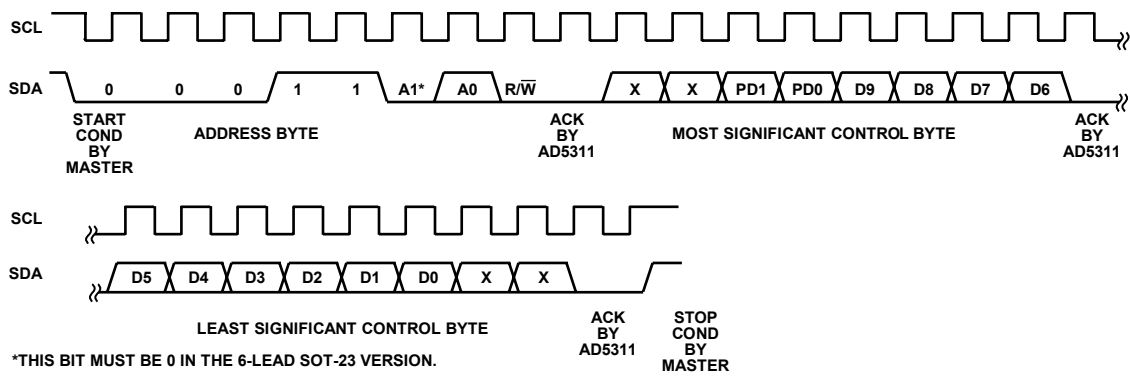 SCL
SDA 0 0 0 1 1 A1* A0 R/W̅ X X PD1 PD0 D9 D8 D7 D6
START COND BY MASTER
ADDRESS BYTE
ACK BY AD5311
MOST SIGNIFICANT CONTROL BYTE
ACK BY AD5311
SCL
SDA D5 D4 D3 D2 D1 D0 X X
LEAST SIGNIFICANT CONTROL BYTE
ACK BY AD5311
STOP COND BY MASTER
*THIS BIT MUST BE 0 IN THE 6-LEAD SOT-23 VERSION.